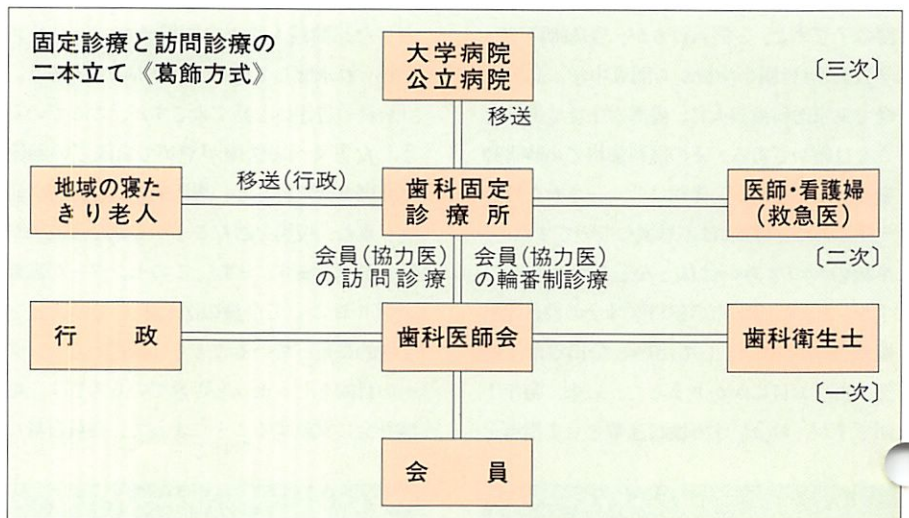 固定診療と訪問診療の
二本立て《葛飾方式》
大学病院
公立病院
〔三次〕
移送
地域の寝た
きり老人
移送(行政)
歯科固定
診療所
医師・看護婦
(救急医)
〔二次〕
会員(協力医)
の訪問診療
会員(協力医)
の輪番制診療
行政
歯科医師会
歯科衛生士
〔一次〕
会員